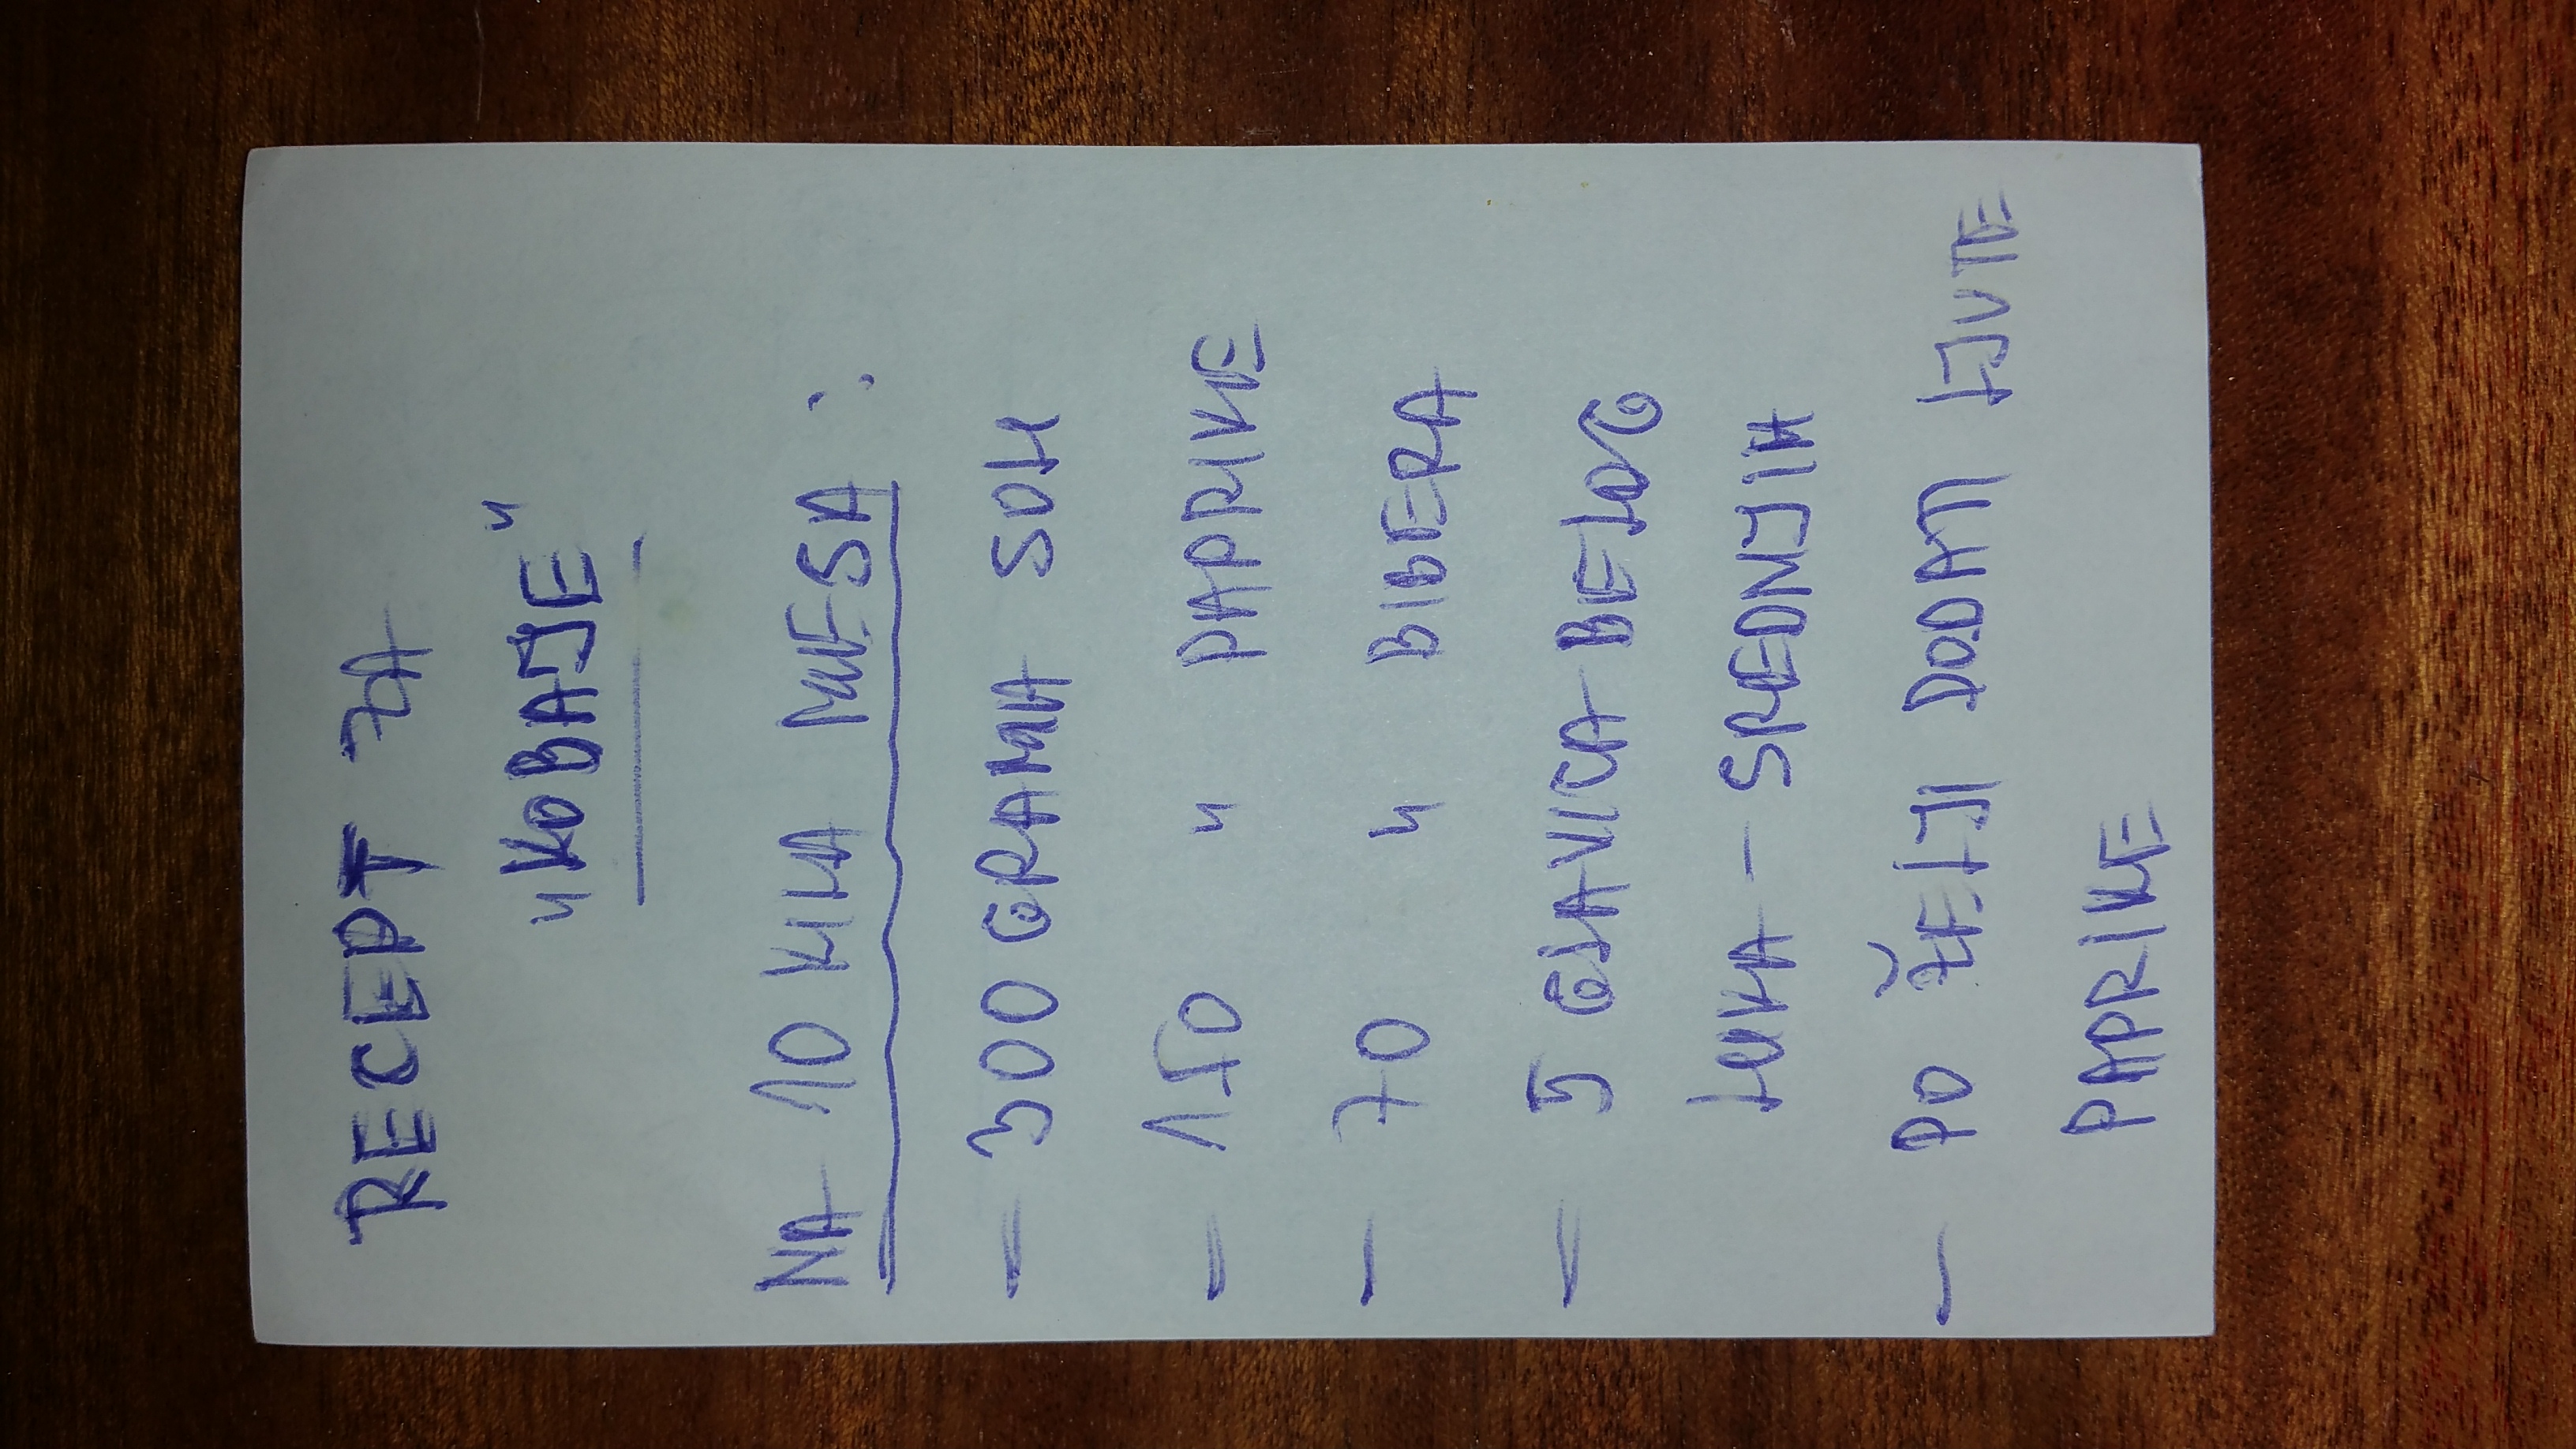 RECEPT ZA
"KOBAJE"
NA 10 KILA MESA :
- 300 GRAMA SOLI
- 150 " PAPRIKE
- 70 " BIBERA
- 5 GLAVICA BELOG
LUKA - SREDNJIH
- PO ŽELJI DODATI LJUTE
PAPRIKE